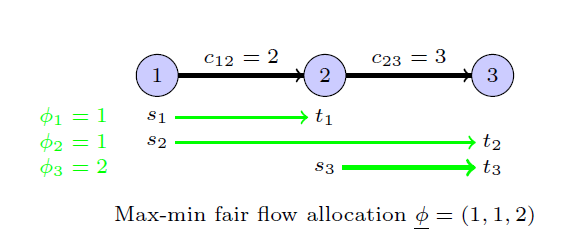 c₁₂ = 2 c₂₃ = 3
1 2 3
ϕ₁ = 1 s₁ t₁
ϕ₂ = 1 s₂ t₂
ϕ₃ = 2 s₃ t₃
Max-min fair flow allocation ϕ̲ = (1, 1, 2)